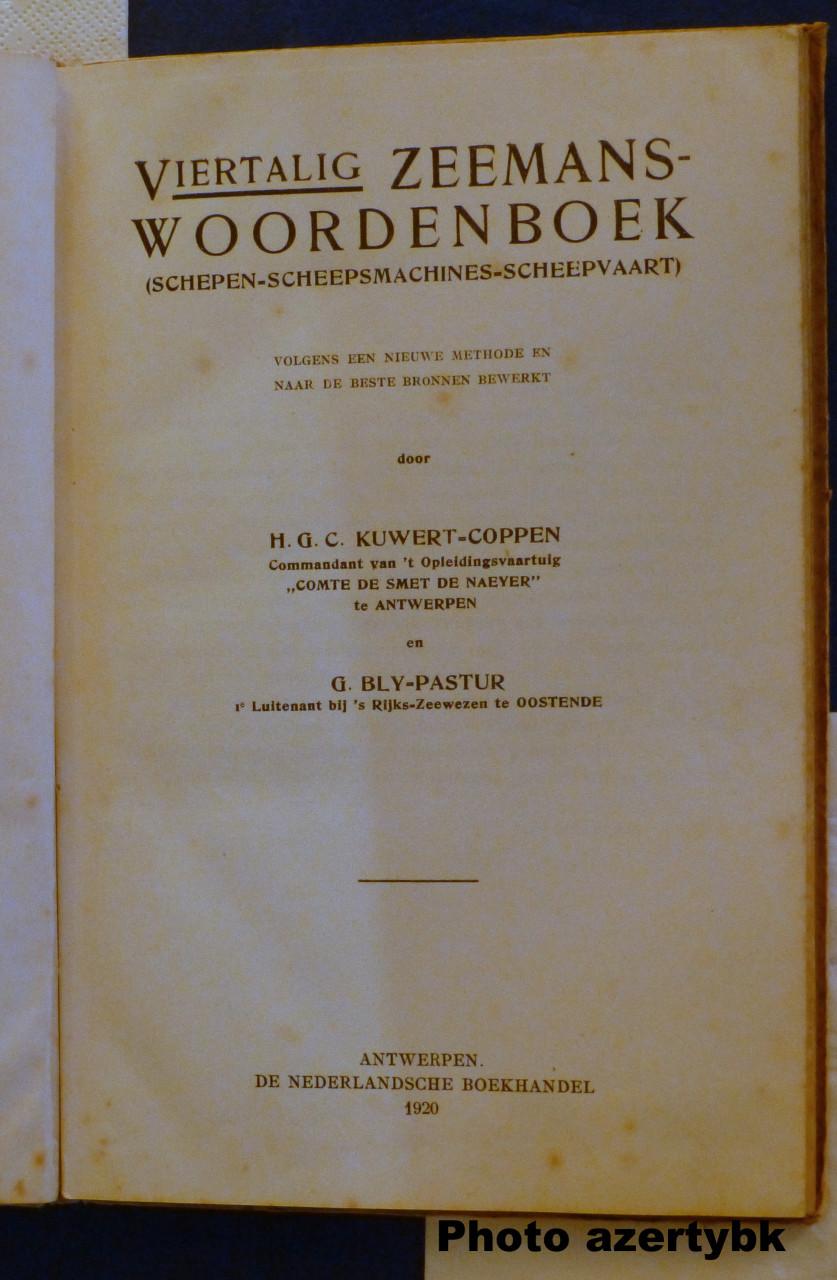 VIERTALIG ZEEMANS-
WOORDENBOEK
(SCHEPEN-SCHEEPSMACHINES-SCHEEPVAART)
VOLGENS EEN NIEUWE METHODE EN
NAAR DE BESTE BRONNEN BEWERKT
door
H. G. C. KUWERT-COPPEN
Commandant van 't Opleidingsvaartuig
„COMTE DE SMET DE NAEYER”
te ANTWERPEN
en
G. BLY-PASTUR
1e Luitenant bij 's Rijks-Zeewezen te OOSTENDE
ANTWERPEN.
DE NEDERLANDSCHE BOEKHANDEL
1920
Photo azertybk